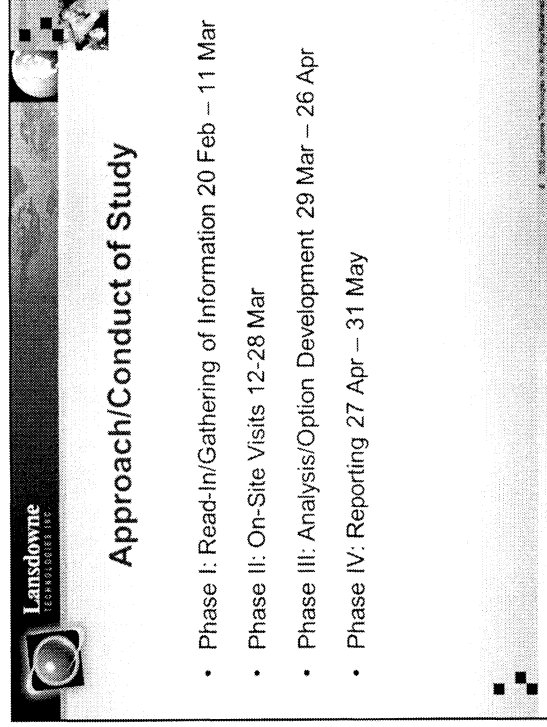 Lansdowne
TECHNOLOGIES INC.
Approach/Conduct of Study
• Phase I: Read-In/Gathering of Information 20 Feb – 11 Mar
• Phase II: On-Site Visits 12-28 Mar
• Phase III: Analysis/Option Development 29 Mar – 26 Apr
• Phase IV: Reporting 27 Apr – 31 May